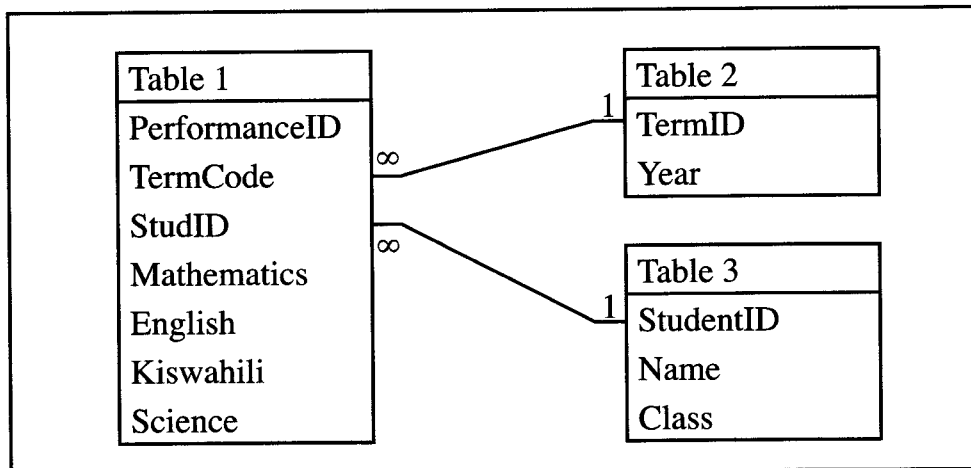 Table 1
PerformanceID
TermCode
StudID
Mathematics
English
Kiswahili
Science
∞
∞
1
1
Table 2
TermID
Year
Table 3
StudentID
Name
Class